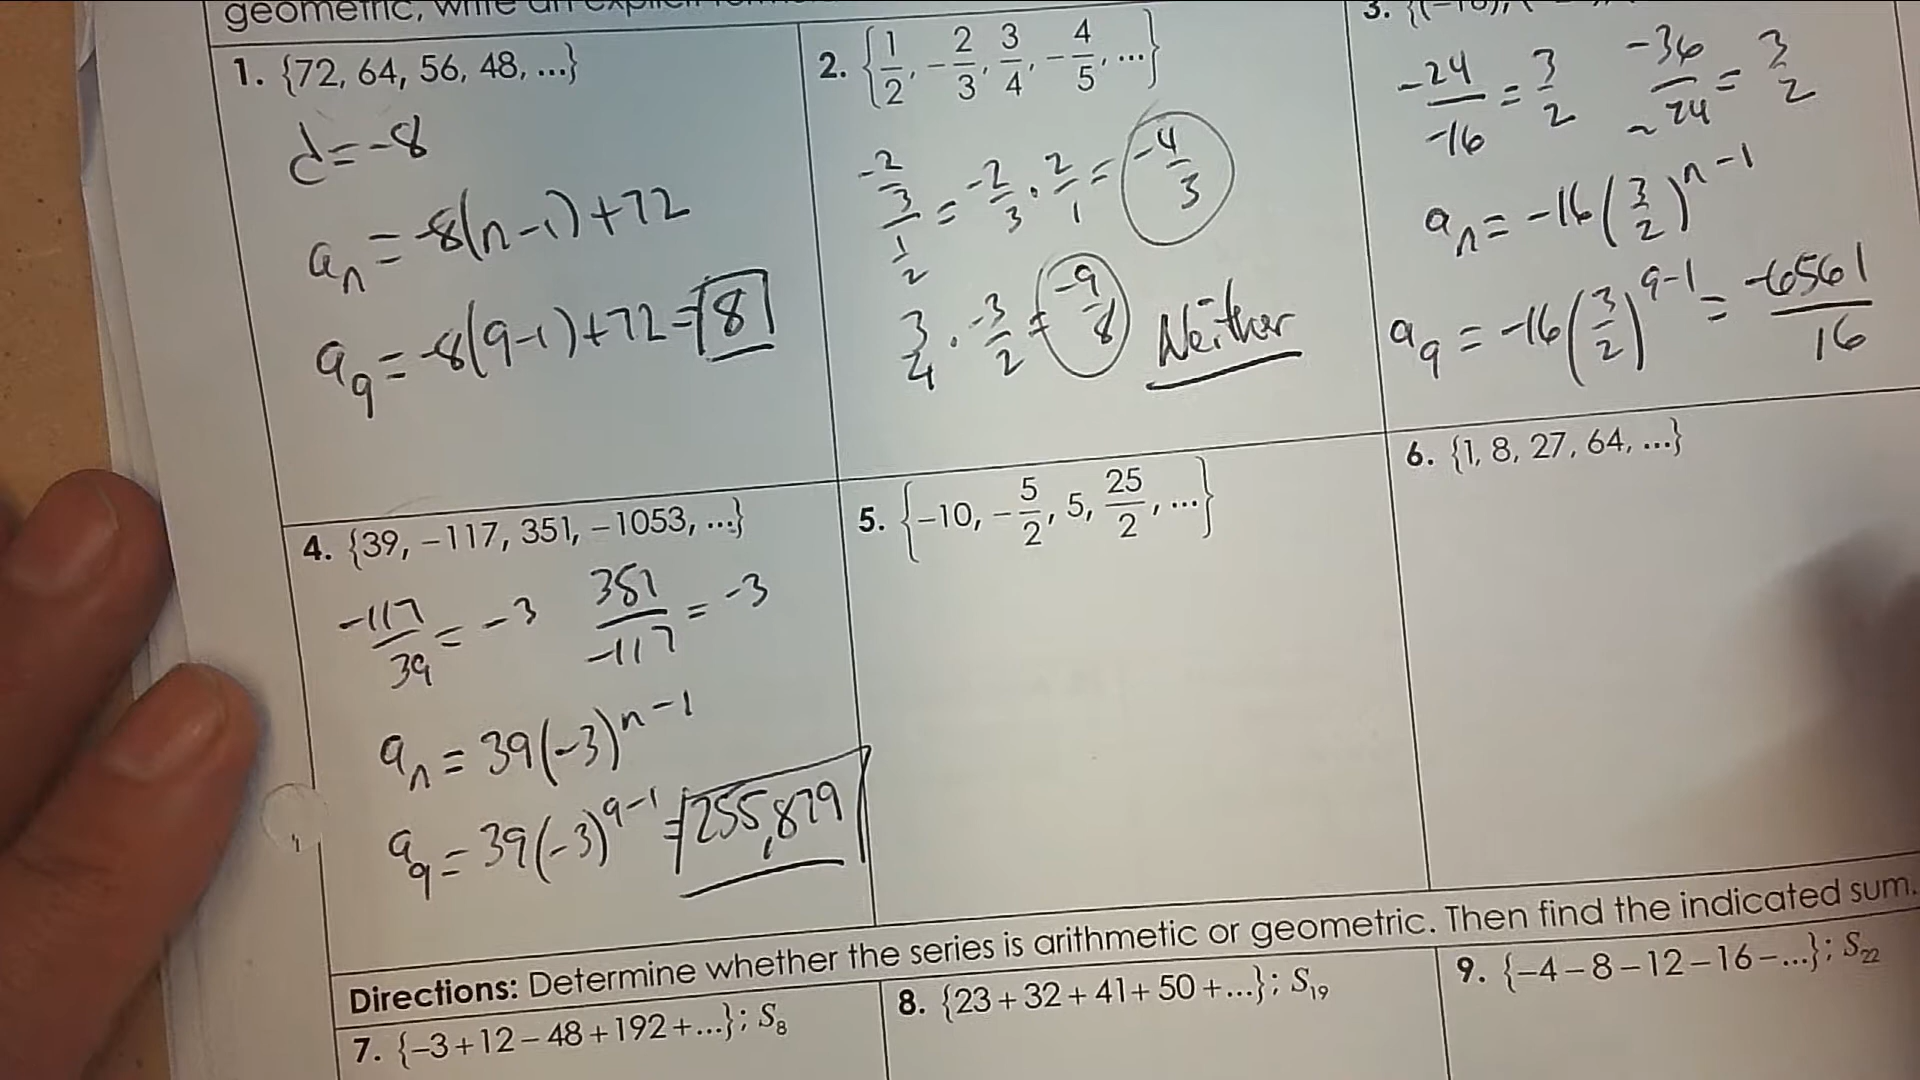 geometric, write an explicit
1. {72, 64, 56, 48, ...}
d = -8
aₙ = -8(n-1)+72
a₉ = -8(9-1)+72 = 8
2. {1/2, -2/3, 3/4, -4/5, ...}
(-2/3)/(1/2) = -2/3 · 2/1 = -4/3
3/4 · -3/2 = -9/8 Neither
3.
-24/-16 = 3/2 -36/-24 = 3/2
aₙ = -16(3/2)ⁿ⁻¹
a₉ = -16(3/2)⁹⁻¹ = -6561/16
4. {39, -117, 351, -1053, ...}
-117/39 = -3 351/-117 = -3
aₙ = 39(-3)ⁿ⁻¹
a₉ = 39(-3)⁹⁻¹ = 255,879
5. {-10, -5/2, 5, 25/2, ...}
6. {1, 8, 27, 64, ...}
Directions: Determine whether the series is arithmetic or geometric. Then find the indicated sum.
7. {-3+12-48+192+...}; S₈
8. {23+32+41+50+...}; S₁₉
9. {-4-8-12-16-...}; S₂₂